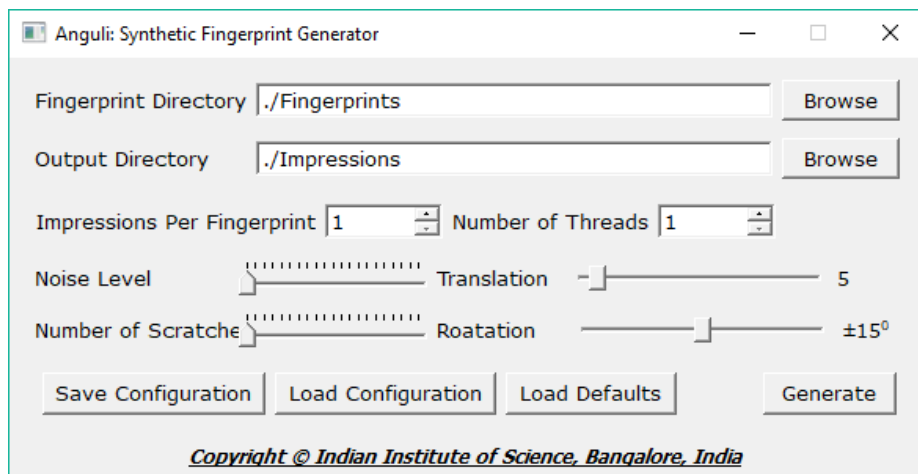 Anguli: Synthetic Fingerprint Generator
Fingerprint Directory ./Fingerprints Browse
Output Directory ./Impressions Browse
Impressions Per Fingerprint 1 Number of Threads 1
Noise Level Translation 5
Number of Scratche Roatation ±15⁰
Save Configuration Load Configuration Load Defaults Generate
Copyright © Indian Institute of Science, Bangalore, India